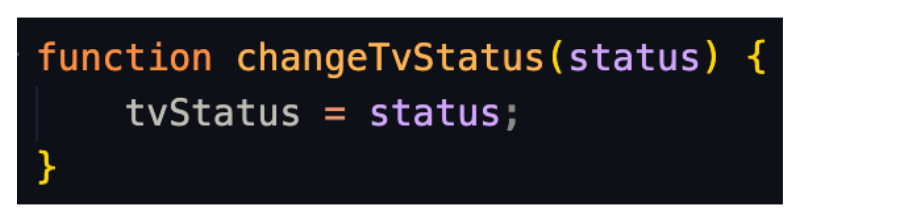 function changeTvStatus(status) {
    tvStatus = status;
}